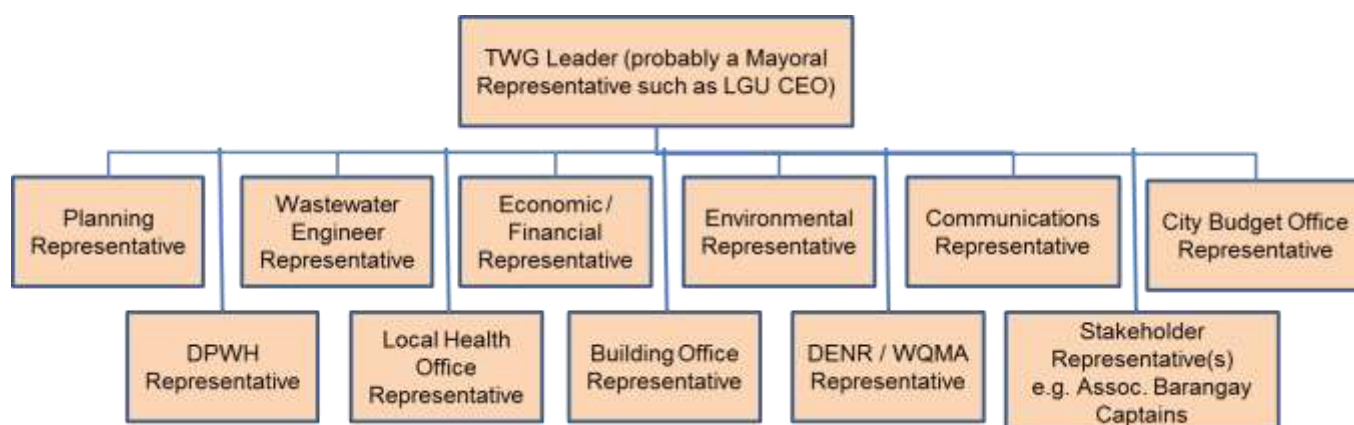 TWG Leader (probably a Mayoral
Representative such as LGU CEO)
Planning
Representative
Wastewater
Engineer
Representative
Economic /
Financial
Representative
Environmental
Representative
Communications
Representative
City Budget Office
Representative
DPWH
Representative
Local Health
Office
Representative
Building Office
Representative
DENR / WQMA
Representative
Stakeholder
Representative(s)
e.g. Assoc. Barangay
Captains